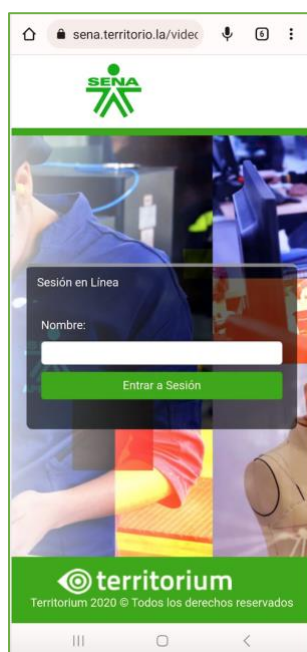 sena.territorio.la/videc
6
SENA
Sesión en Línea
Nombre:
Entrar a Sesión
territorium
Territorium 2020 © Todos los derechos reservados